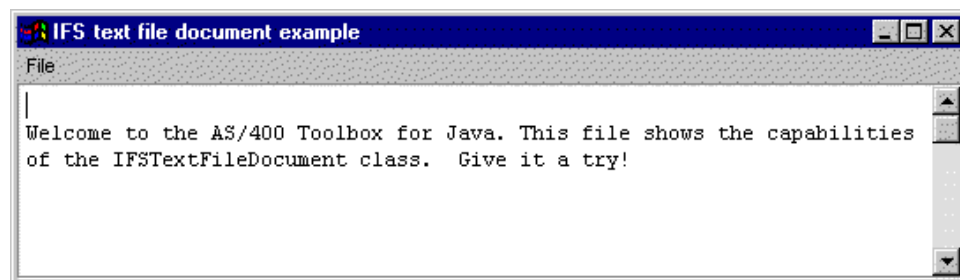 IFS text file document example
File
Welcome to the AS/400 Toolbox for Java. This file shows the capabilities
of the IFSTextFileDocument class.  Give it a try!